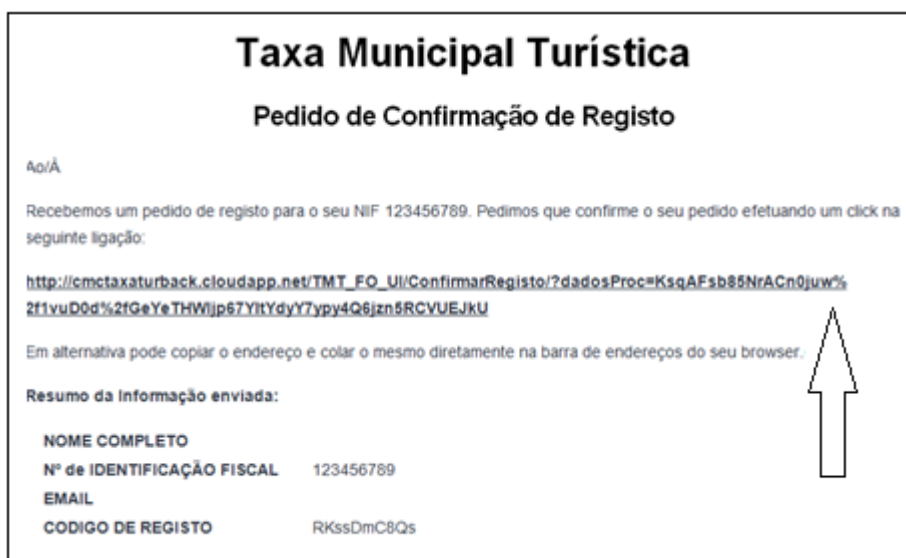 Taxa Municipal Turística
Pedido de Confirmação de Registo
Ao/À
Recebemos um pedido de registo para o seu NIF 123456789. Pedimos que confirme o seu pedido efetuando um click na
seguinte ligação:
http://cmctaxaturback.cloudapp.net/TMT_FO_UI/ConfirmarRegisto/?dadosProc=KsqAFsb85NrACn0juw%
2f1vuD0d%2fGeYeTHWljp67YltYdyY7ypy4Q6jzn5RCVUEJkU
Em alternativa pode copiar o endereço e colar o mesmo diretamente na barra de endereços do seu browser.
Resumo da Informação enviada:
NOME COMPLETO
Nº de IDENTIFICAÇÃO FISCAL 123456789
EMAIL
CODIGO DE REGISTO RKssDmC8Qs